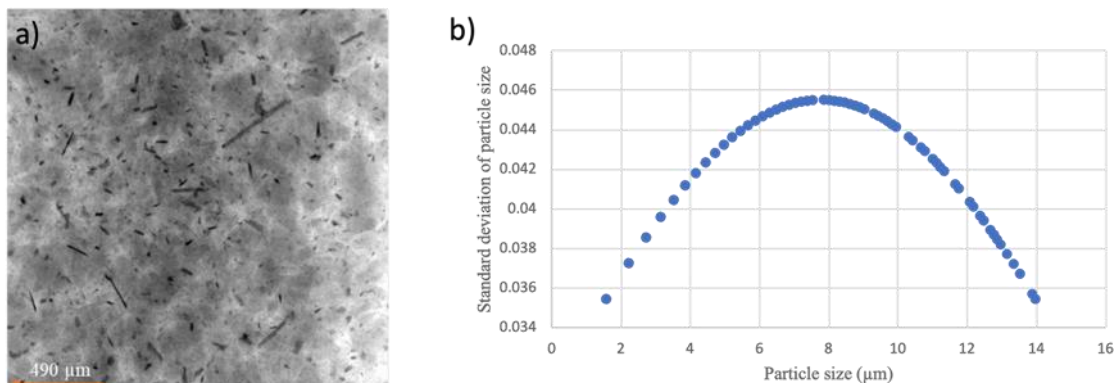 a)
490 µm
b)
Standard deviation of particle size
0.048
0.046
0.044
0.042
0.04
0.038
0.036
0.034
0 2 4 6 8 10 12 14 16
Particle size (µm)